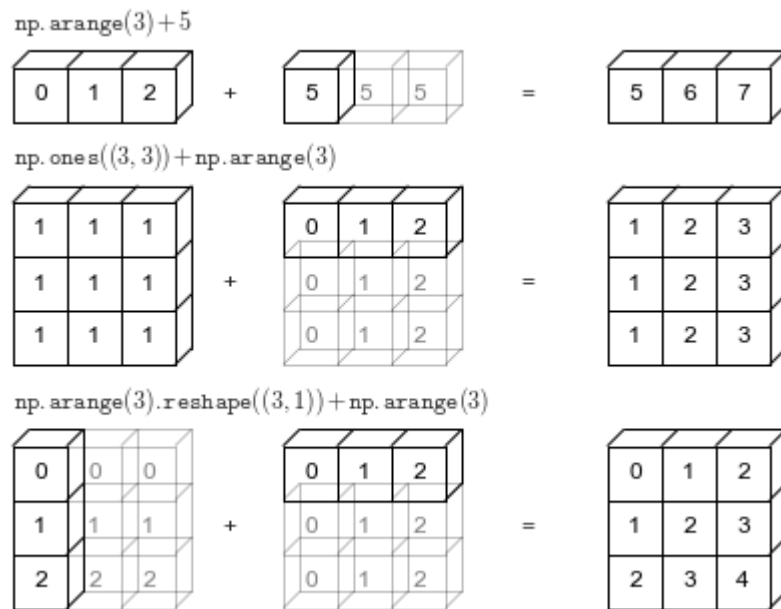 np.arange(3)+5
0 1 2 + 5 5 5 = 5 6 7
np.ones((3,3))+np.arange(3)
1 1 1 0 1 2 1 2 3
1 1 1 + 0 1 2 = 1 2 3
1 1 1 0 1 2 1 2 3
np.arange(3).reshape((3,1))+np.arange(3)
0 0 0 0 1 2 0 1 2
1 1 1 + 0 1 2 = 1 2 3
2 2 2 0 1 2 2 3 4